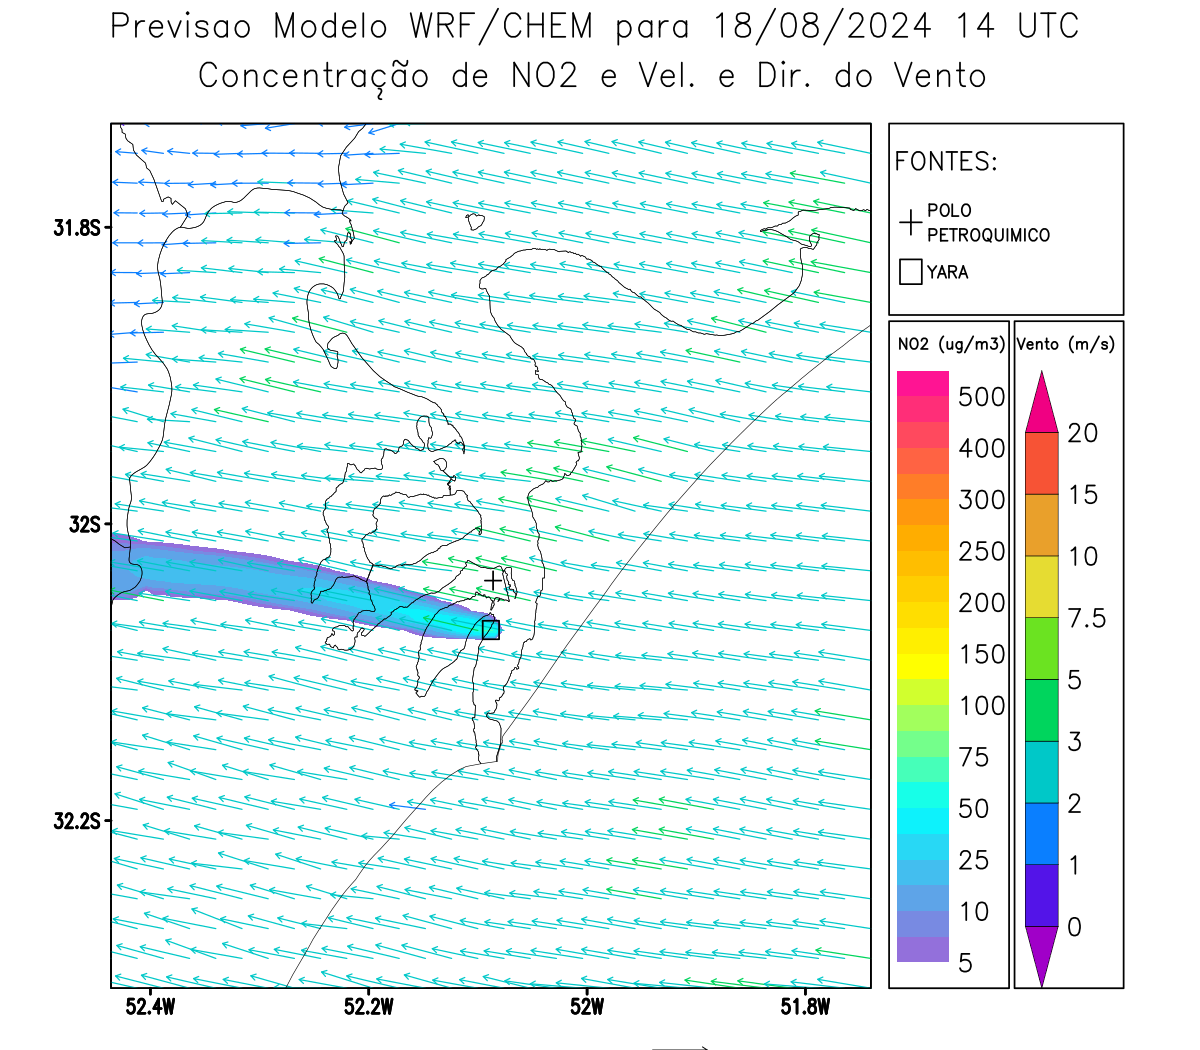 Previsao Modelo WRF/CHEM para 18/08/2024 14 UTC
Concentração de NO2 e Vel. e Dir. do Vento
FONTES:
POLO
PETROQUIMICO
YARA
31.8S
32S
32.2S
52.4W
52.2W
52W
51.8W
NO2 (ug/m3)
500
400
300
250
200
150
100
75
50
25
10
5
Vento (m/s)
20
15
10
7.5
5
3
2
1
0